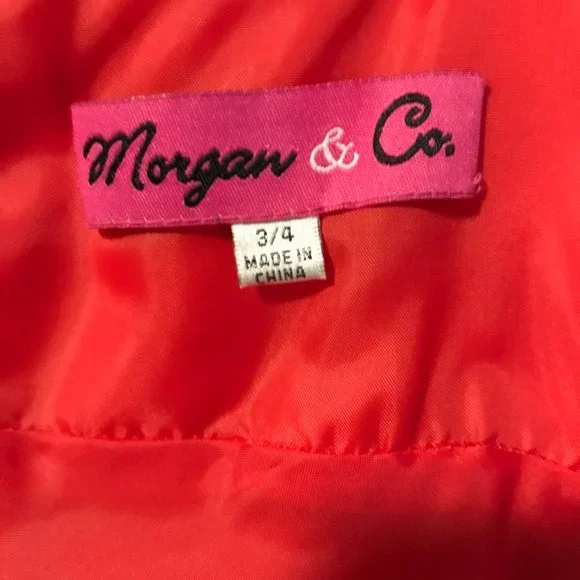 Morgan & Co.
3/4
MADE IN
CHINA